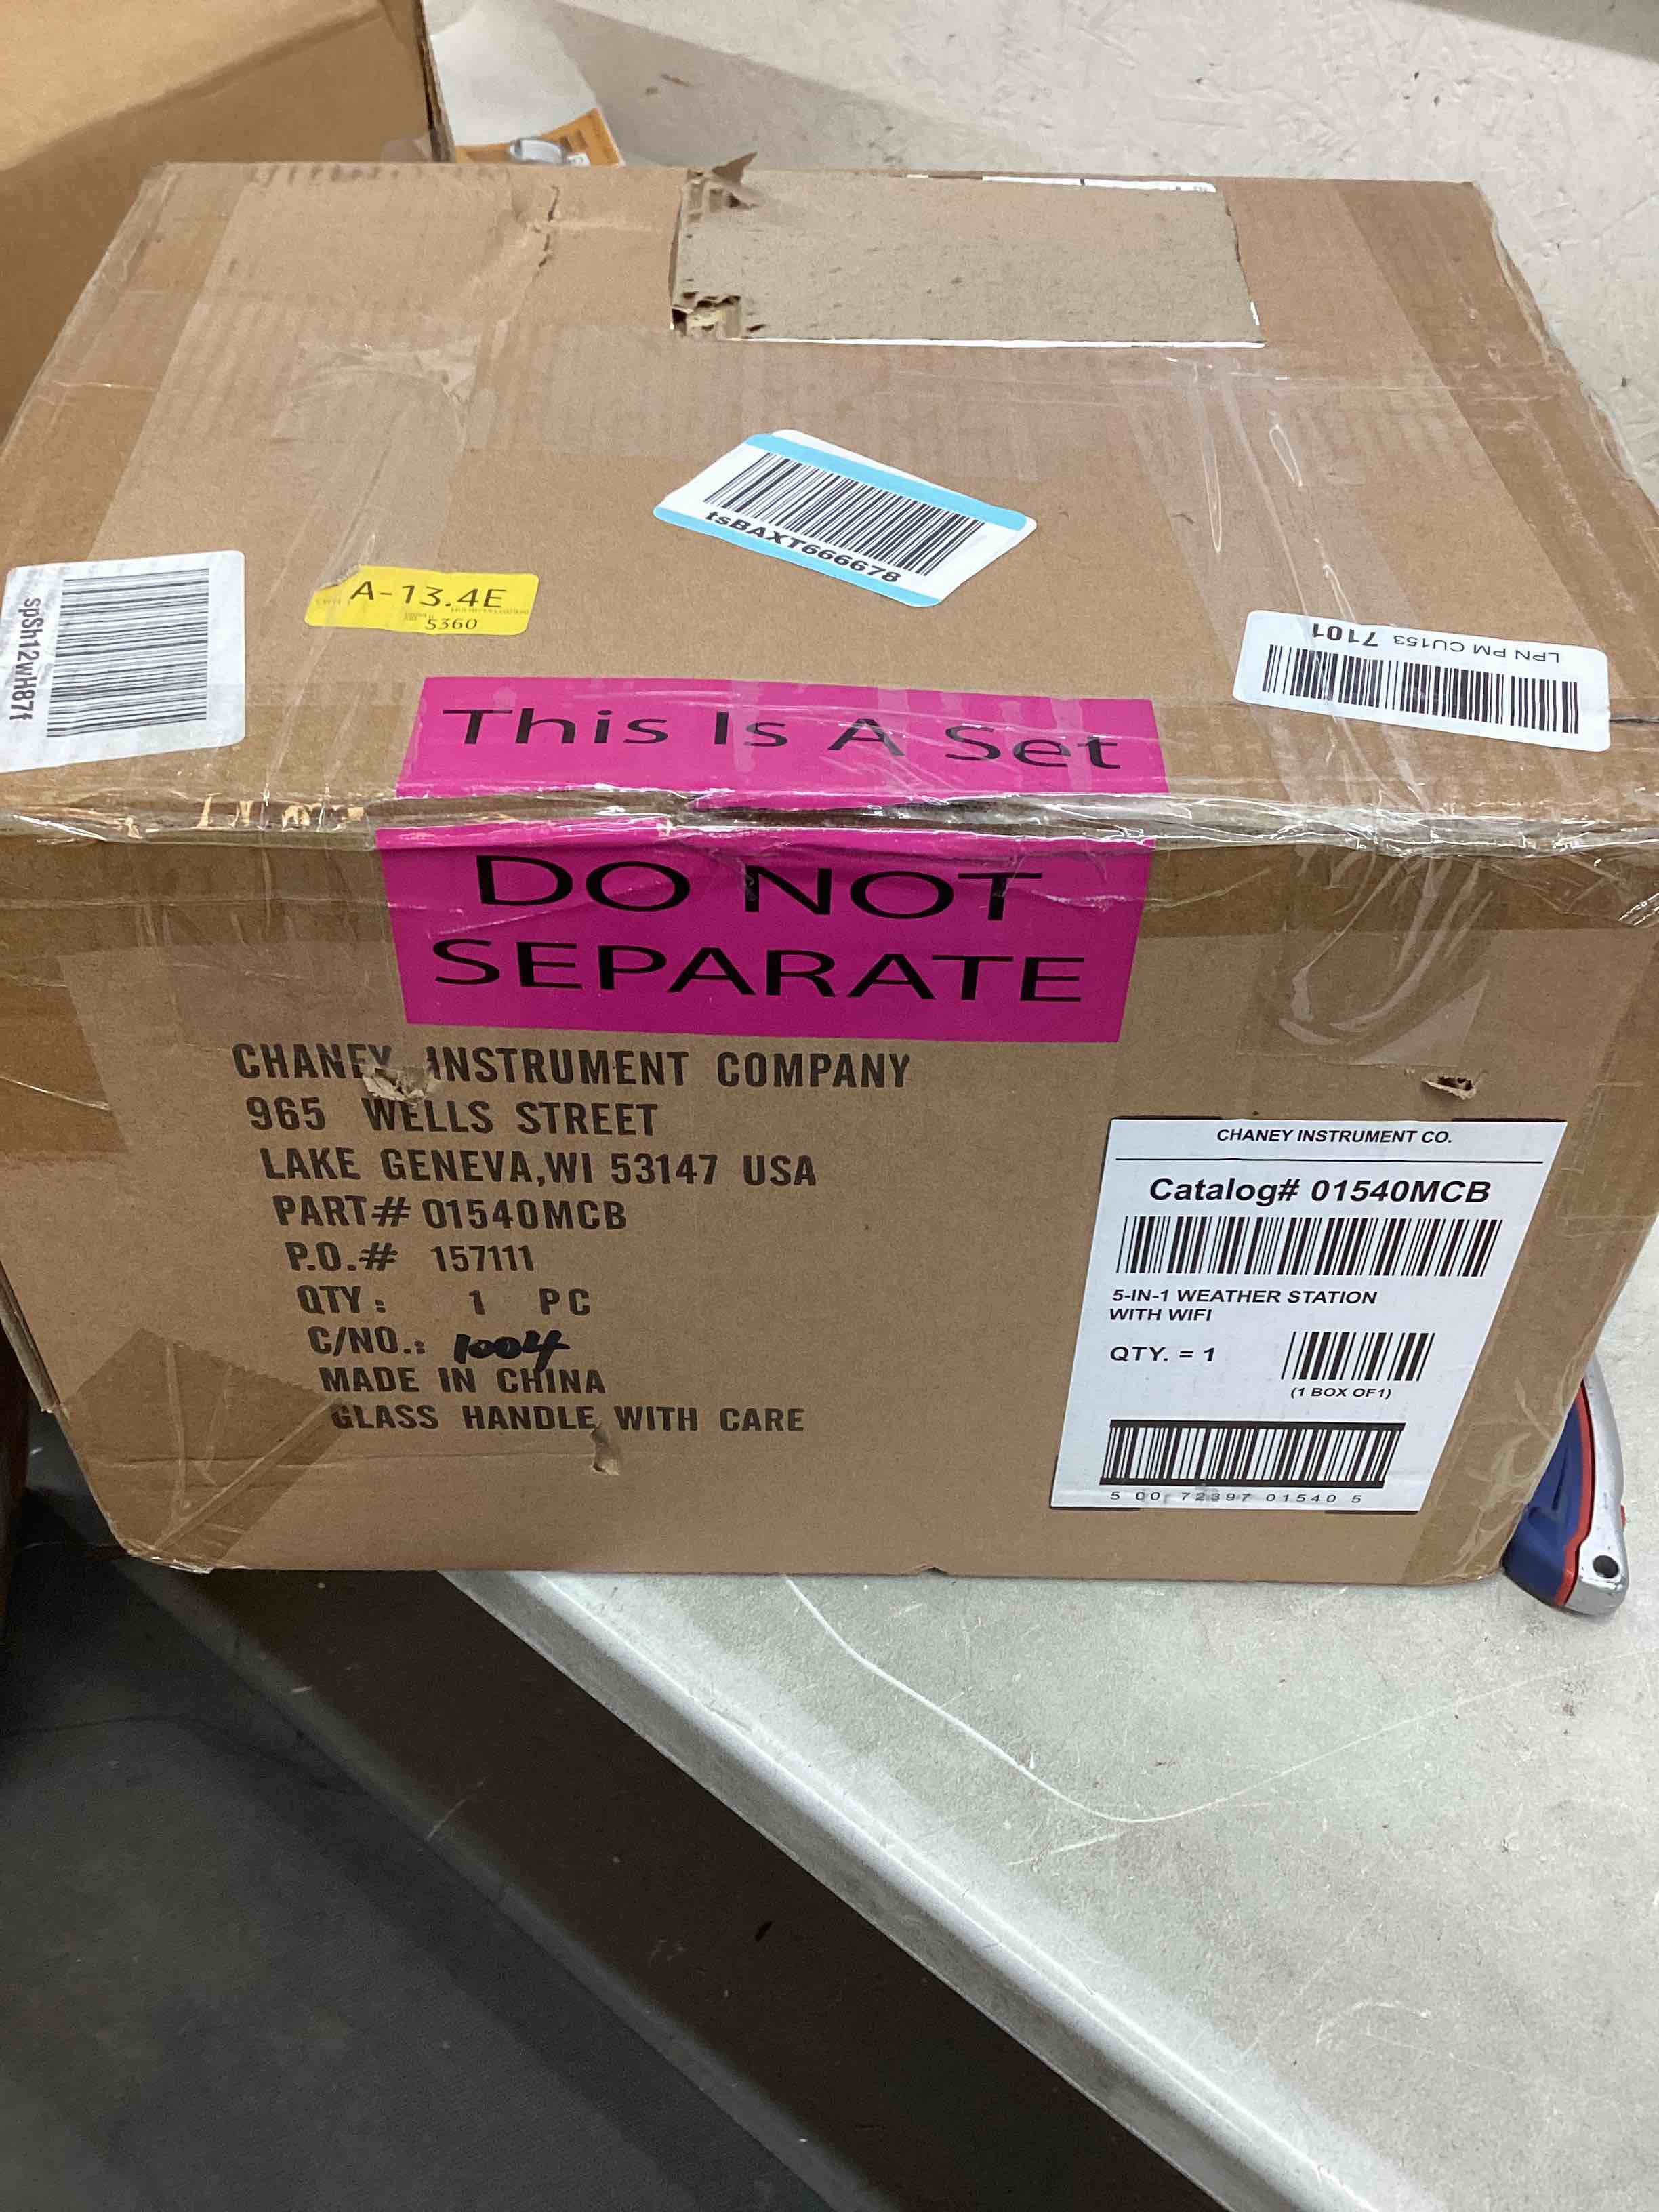 tsBAXT666678
spSh12wH87f
A-13.4E
5360
LPN PM CU153 7101
This Is A Set
DO NOT
SEPARATE
CHANEY INSTRUMENT COMPANY
965 WELLS STREET
LAKE GENEVA,WI 53147 USA
PART# 01540MCB
P.O.# 157111
QTY: 1 PC
C/NO.: 1004
MADE IN CHINA
GLASS HANDLE WITH CARE
CHANEY INSTRUMENT CO.
Catalog# 01540MCB
5-IN-1 WEATHER STATION
WITH WIFI
QTY. = 1
(1 BOX OF1)
5 00 72397 01540 5